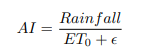 AI = Rainfall / (ET₀ + ϵ)